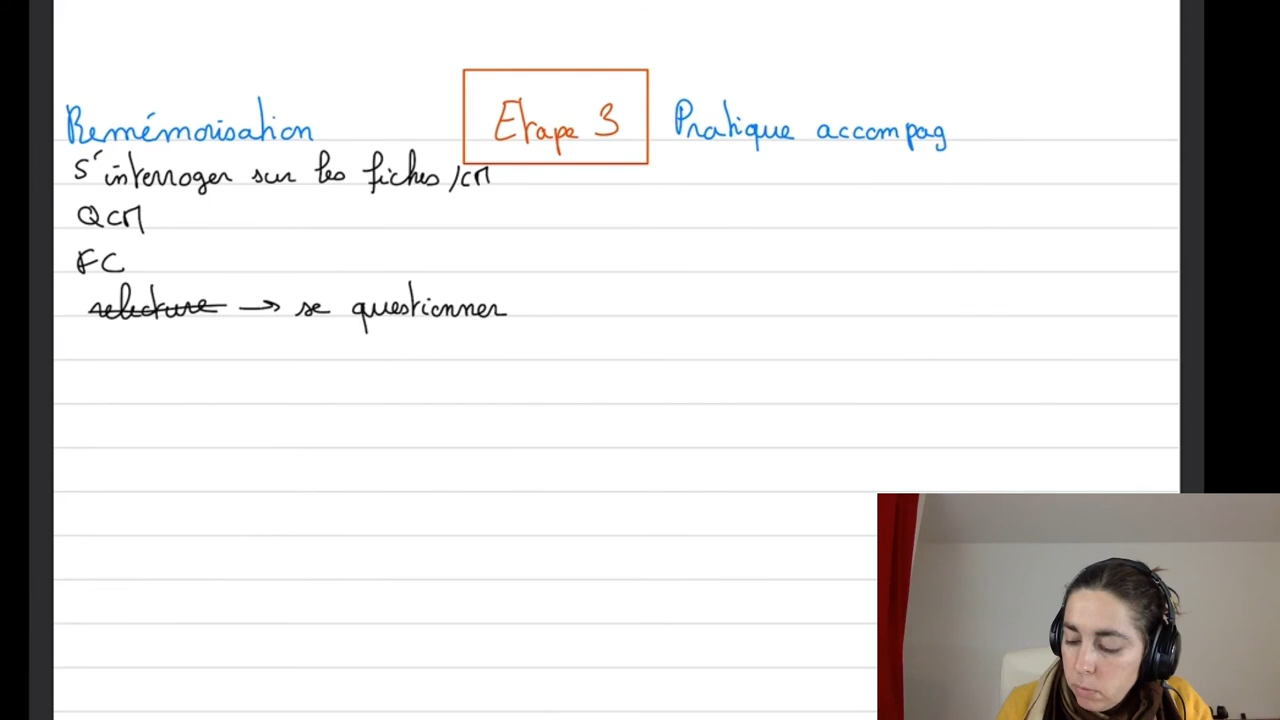 Remémorisation
Etape 3
Pratique accompag
S'interroger sur les fiches /CM
QCM
FC
relecture → se questionner